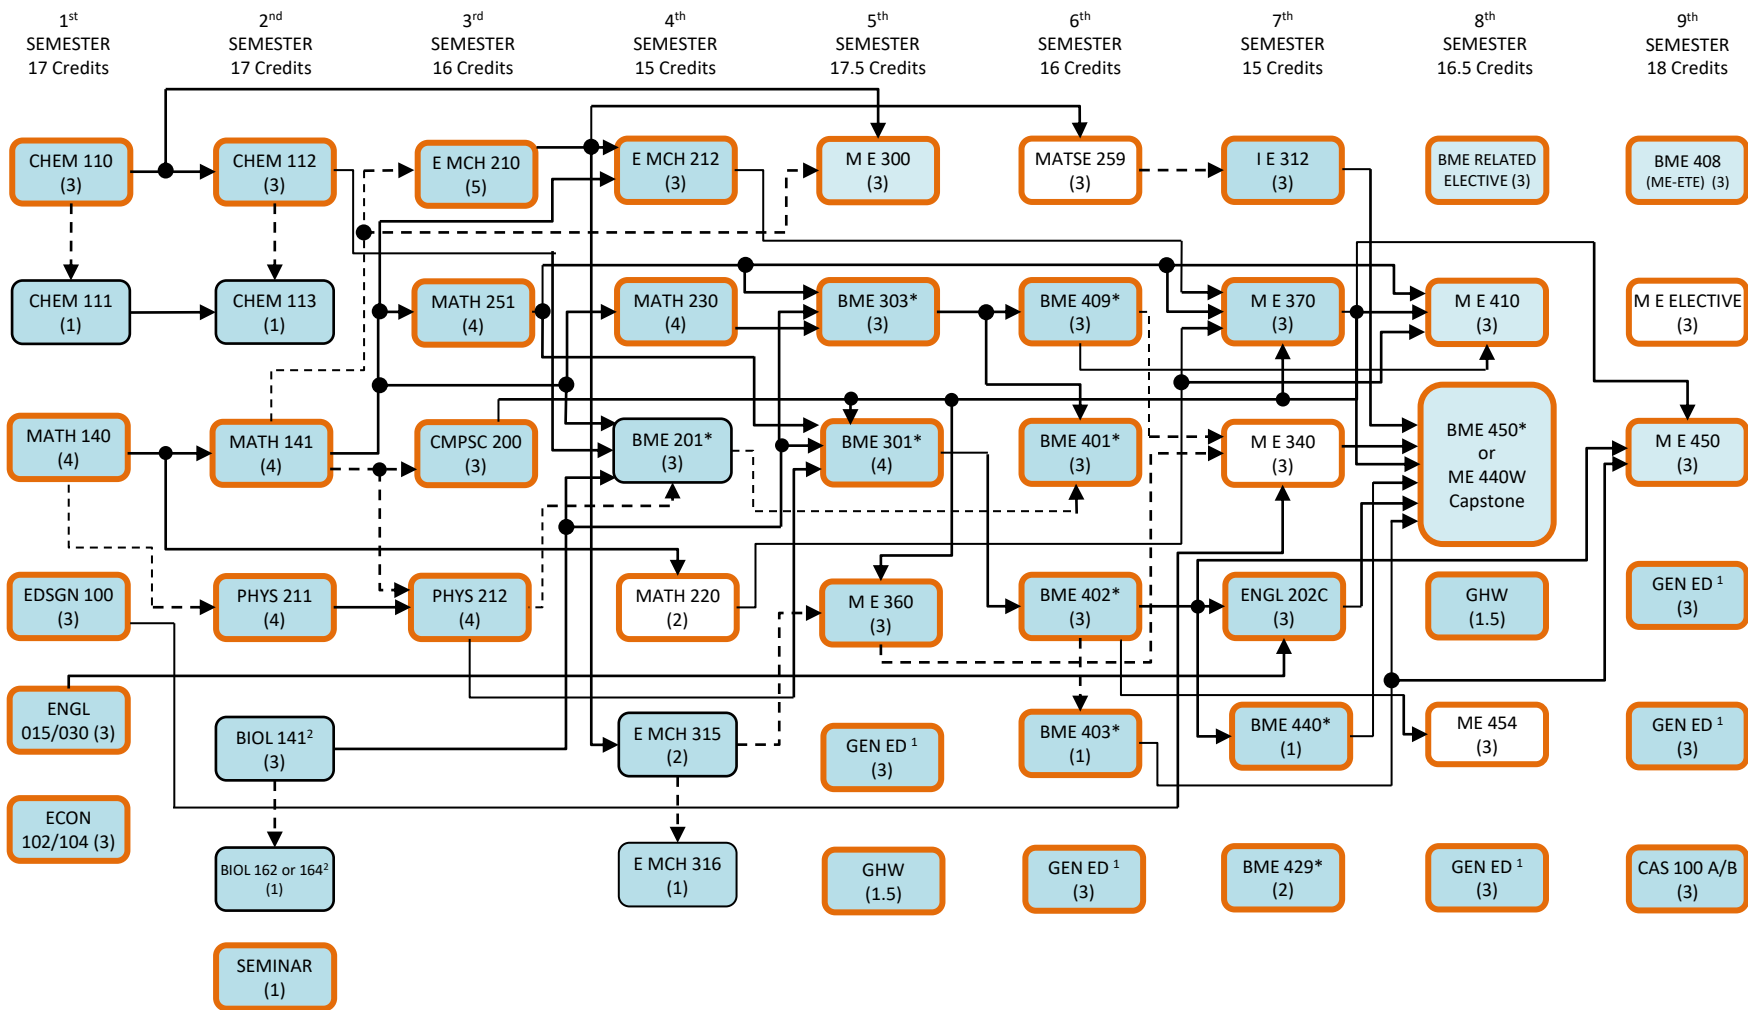 1st
SEMESTER
17 Credits
2nd
SEMESTER
17 Credits
3rd
SEMESTER
16 Credits
4th
SEMESTER
15 Credits
5th
SEMESTER
17.5 Credits
6th
SEMESTER
16 Credits
7th
SEMESTER
15 Credits
8th
SEMESTER
16.5 Credits
9th
SEMESTER
18 Credits
CHEM 110
(3)
CHEM 112
(3)
E MCH 210
(5)
E MCH 212
(3)
M E 300
(3)
MATSE 259
(3)
I E 312
(3)
BME RELATED
ELECTIVE (3)
BME 408
(ME-ETE) (3)
CHEM 111
(1)
CHEM 113
(1)
MATH 251
(4)
MATH 230
(4)
BME 303*
(3)
BME 409*
(3)
M E 370
(3)
M E 410
(3)
M E ELECTIVE
(3)
MATH 140
(4)
MATH 141
(4)
CMPSC 200
(3)
BME 201*
(3)
BME 301*
(4)
BME 401*
(3)
M E 340
(3)
BME 450*
or
ME 440W
Capstone
M E 450
(3)
EDSGN 100
(3)
PHYS 211
(4)
PHYS 212
(4)
MATH 220
(2)
M E 360
(3)
BME 402*
(3)
ENGL 202C
(3)
GHW
(1.5)
GEN ED 1
(3)
ENGL
015/030 (3)
BIOL 141²
(3)
E MCH 315
(2)
GEN ED 1
(3)
BME 403*
(1)
BME 440*
(1)
ME 454
(3)
GEN ED 1
(3)
ECON
102/104 (3)
BIOL 162 or 164²
(1)
E MCH 316
(1)
GHW
(1.5)
GEN ED 1
(3)
BME 429*
(2)
GEN ED 1
(3)
CAS 100 A/B
(3)
SEMINAR
(1)